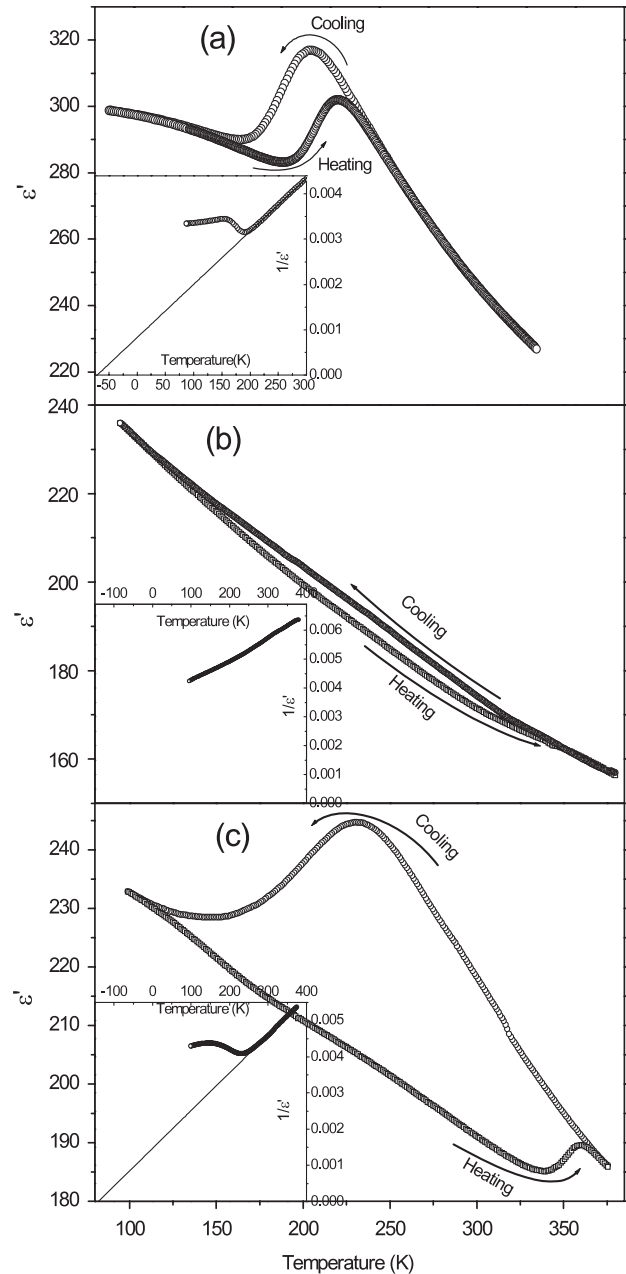 (a)
Cooling
Heating
ε'
320
300
280
260
240
220
0.004
0.003
0.002
0.001
0.000
1/ε'
Temperature(K)
-50 0 50 100 150 200 250 300
(b)
Cooling
Heating
ε'
240
220
200
180
160
-100 0 100 200 300 400
Temperature (K)
0.006
0.005
0.004
0.003
0.002
0.001
0.000
1/ε'
(c)
Cooling
Heating
ε'
245
230
215
200
185
180
-100 0 100 200 300 400
Temperature (K)
0.005
0.004
0.003
0.002
0.001
0.000
1/ε'
100 150 200 250 300 350
Temperature (K)